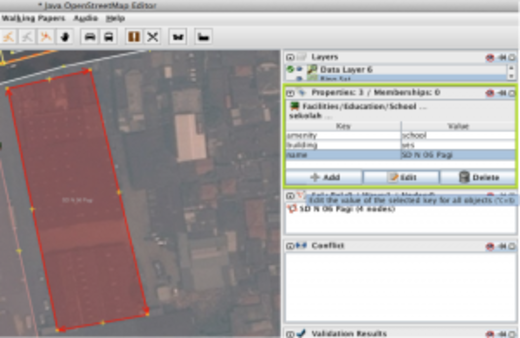 * Java OpenStreetMap Editor
Walking Papers Audio Help
Layers
Data Layer 6
Properties: 3 / Memberships: 0
Facilities/Education/School ...
sekolah ...
Key Value
amenity school
building yes
name SD N 06 Pagi
Add Edit Delete
Edit the value of the selected key for all objects
SD N 06 Pagi (4 nodes)
SD N 06 Pagi
Conflict
Validation Results